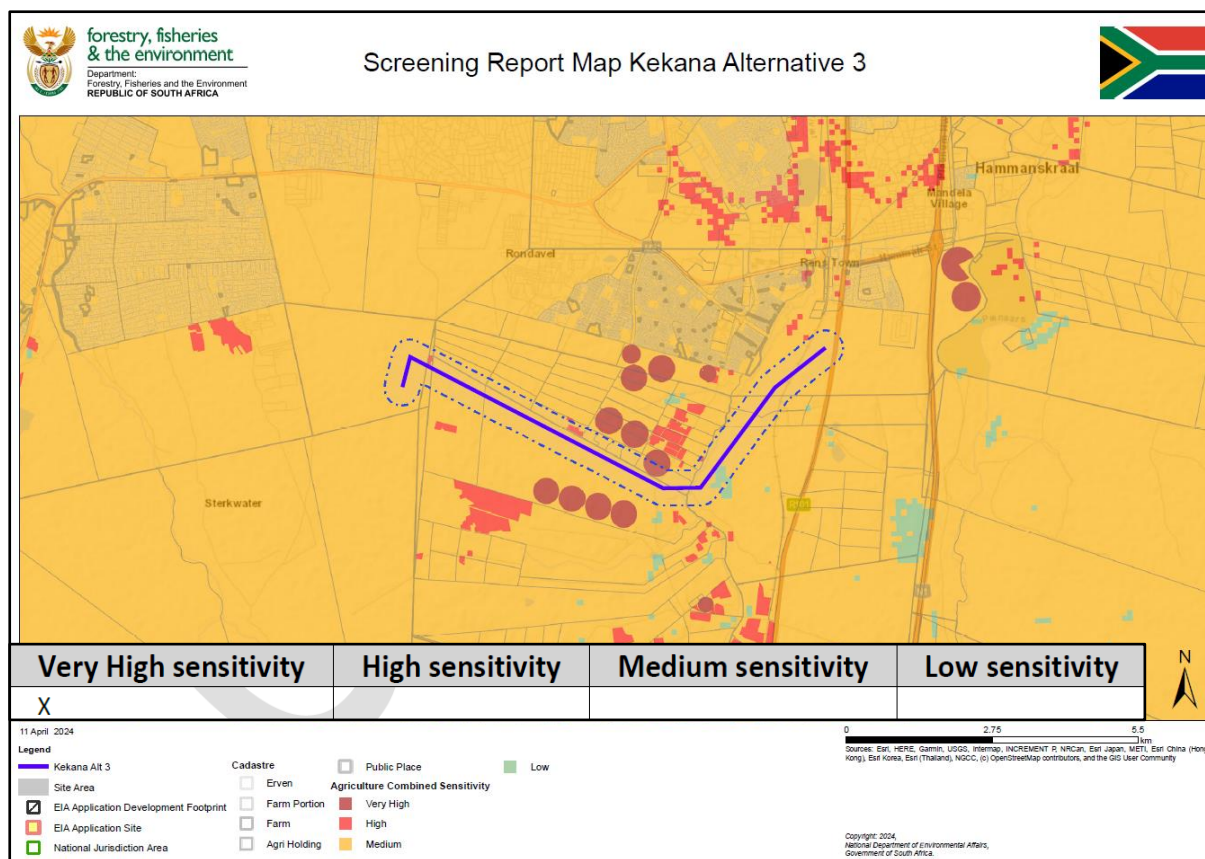 forestry, fisheries
& the environment
Department:
Forestry, Fisheries and the Environment
REPUBLIC OF SOUTH AFRICA
Screening Report Map Kekana Alternative 3
Hammanskraal
Mandela
Village
Rondavel
Rens Town
Sterkwater
R101
Very High sensitivity
High sensitivity
Medium sensitivity
Low sensitivity
X
N
11 April 2024
Legend
Kekana Alt 3
Site Area
EIA Application Development Footprint
EIA Application Site
National Jurisdiction Area
Cadastre
Erven
Farm Portion
Farm
Agri Holding
Public Place
Agriculture Combined Sensitivity
Very High
High
Medium
Low
0 2.75 5.5
km
Sources: Esri, HERE, Garmin, USGS, Intermap, INCREMENT P, NRCan, Esri Japan, METI, Esri China (Hong
Kong), Esri Korea, Esri (Thailand), NGCC, (c) OpenStreetMap contributors, and the GIS User Community
Copyright: 2024,
National Department of Environmental Affairs,
Government of South Africa.